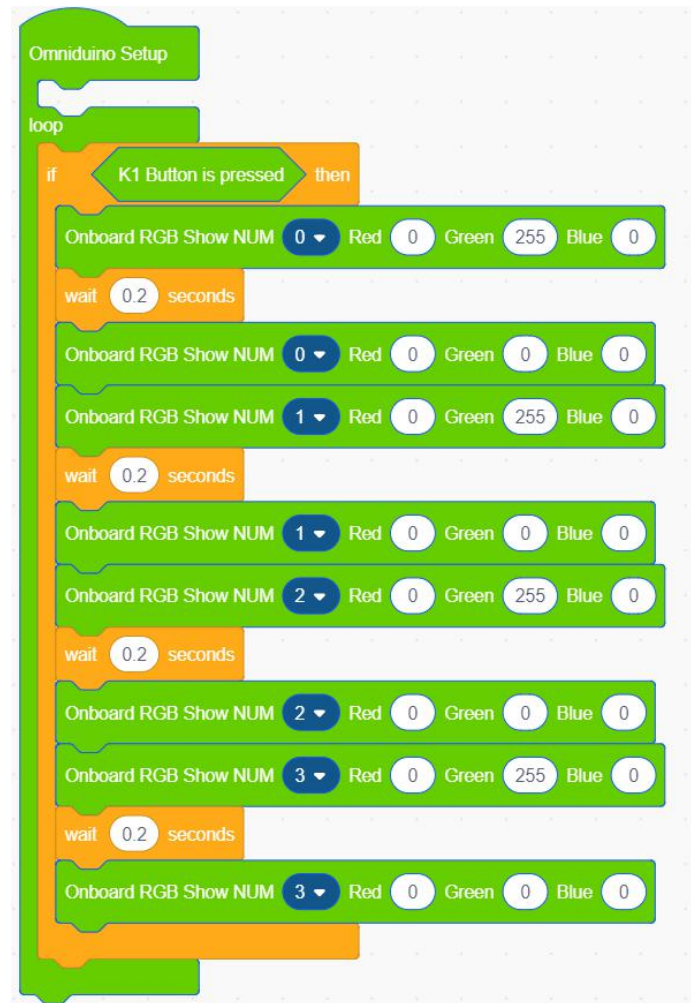 Omniduino Setup
loop
if K1 Button is pressed then
Onboard RGB Show NUM 0 Red 0 Green 255 Blue 0
wait 0.2 seconds
Onboard RGB Show NUM 0 Red 0 Green 0 Blue 0
Onboard RGB Show NUM 1 Red 0 Green 255 Blue 0
wait 0.2 seconds
Onboard RGB Show NUM 1 Red 0 Green 0 Blue 0
Onboard RGB Show NUM 2 Red 0 Green 255 Blue 0
wait 0.2 seconds
Onboard RGB Show NUM 2 Red 0 Green 0 Blue 0
Onboard RGB Show NUM 3 Red 0 Green 255 Blue 0
wait 0.2 seconds
Onboard RGB Show NUM 3 Red 0 Green 0 Blue 0